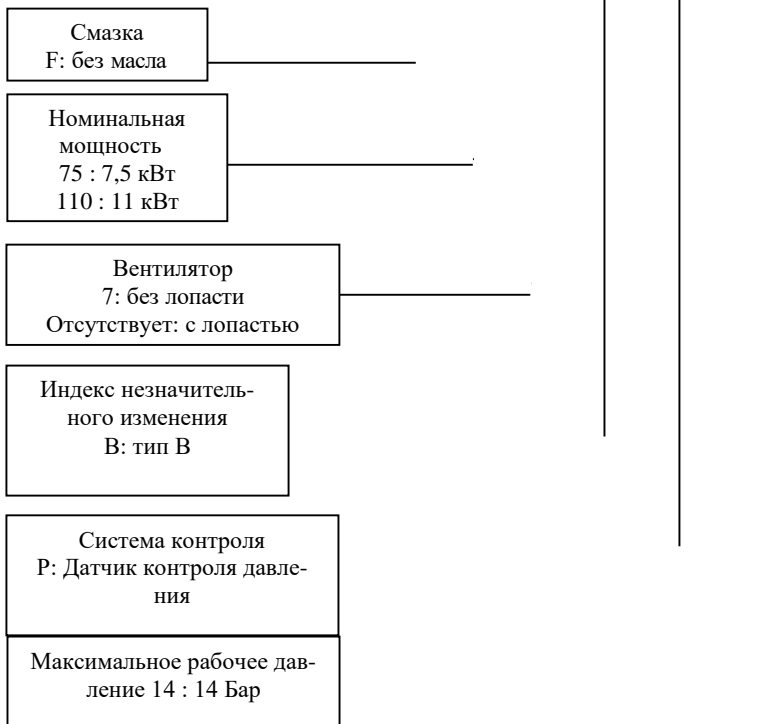 Смазка
F: без масла
Номинальная
мощность
75 : 7,5 кВт
110 : 11 кВт
Вентилятор
7: без лопасти
Отсутствует: с лопастью
Индекс незначитель-
ного изменения
В: тип В
Система контроля
Р: Датчик контроля давле-
ния
Максимальное рабочее дав-
ление 14 : 14 Бар